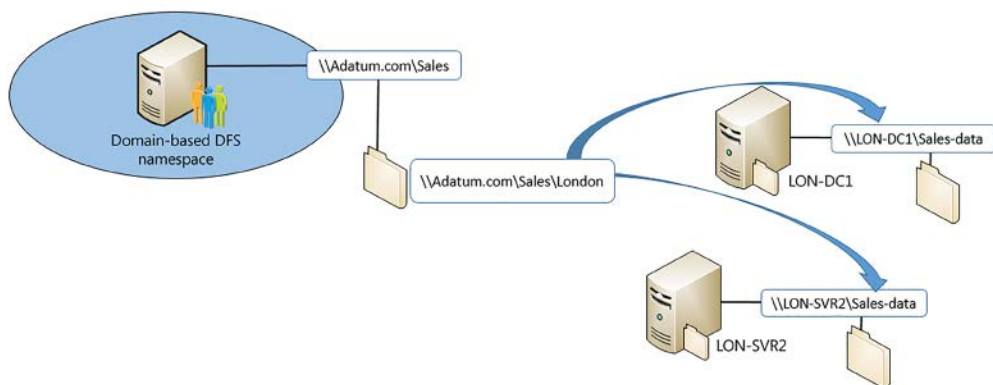 \\Adatum.com\Sales
Domain-based DFS
namespace
\\Adatum.com\Sales\London
\\LON-DC1\Sales-data
LON-DC1
\\LON-SVR2\Sales-data
LON-SVR2